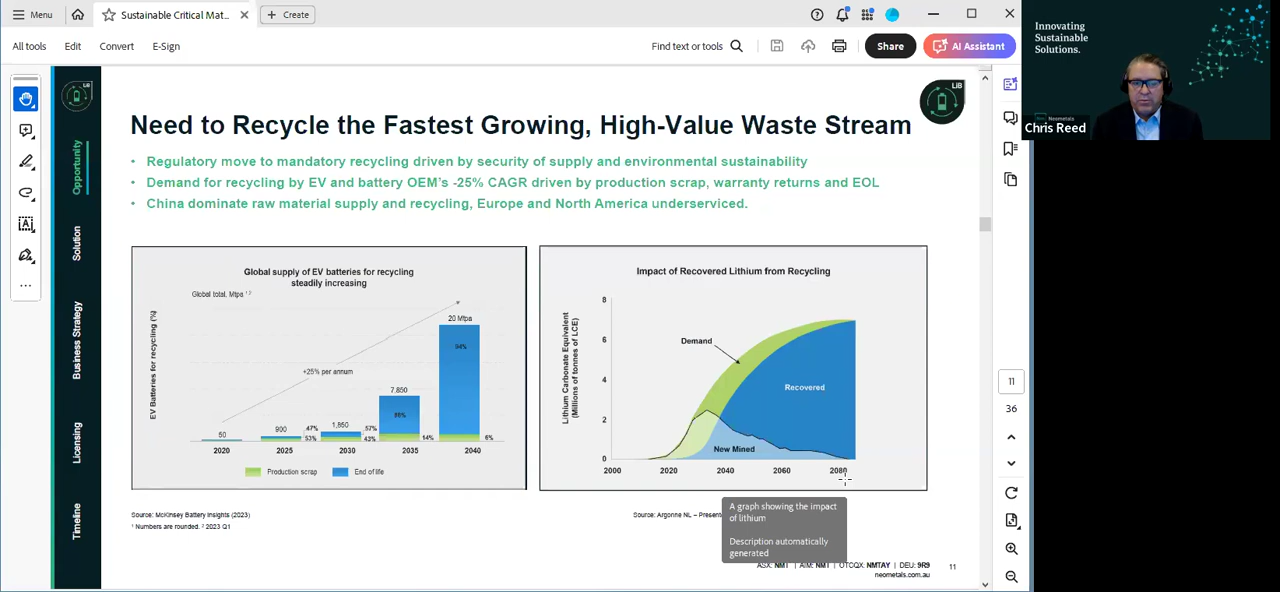 Menu
Sustainable Critical Mat...
Create
All tools
Edit
Convert
E-Sign
Find text or tools
Share
AI Assistant
Innovating
Sustainable
Solutions.
Neometals
Chris Reed
LiB
LiB
Opportunity
Solution
Business Strategy
Licensing
Timeline
Need to Recycle the Fastest Growing, High-Value Waste Stream
• Regulatory move to mandatory recycling driven by security of supply and environmental sustainability
• Demand for recycling by EV and battery OEM's -25% CAGR driven by production scrap, warranty returns and EOL
• China dominate raw material supply and recycling, Europe and North America underserviced.
Global supply of EV batteries for recycling
steadily increasing
Global total, Mtpa ¹˒²
EV Batteries for recycling (%)
20 Mtpa
94%
+25% per annum
7,850
86%
50
900
47%
53%
1,850
57%
43%
14%
6%
2020
2025
2030
2035
2040
Production scrap
End of life
Source: McKinsey Battery Insights (2023)
¹ Numbers are rounded. ² 2023 Q1
Impact of Recovered Lithium from Recycling
Lithium Carbonate Equivalent
(Millions of tonnes of LCE)
8
6
4
2
0
Demand
Recovered
New Mined
2000
2020
2040
2060
2080
Source: Argonne NL – Presente
A graph showing the impact
of lithium
Description automatically
generated
ASX: NMT | AIM: NMT | OTCQX: NMTAY | DEU: 9R9
neometals.com.au
11
11
36